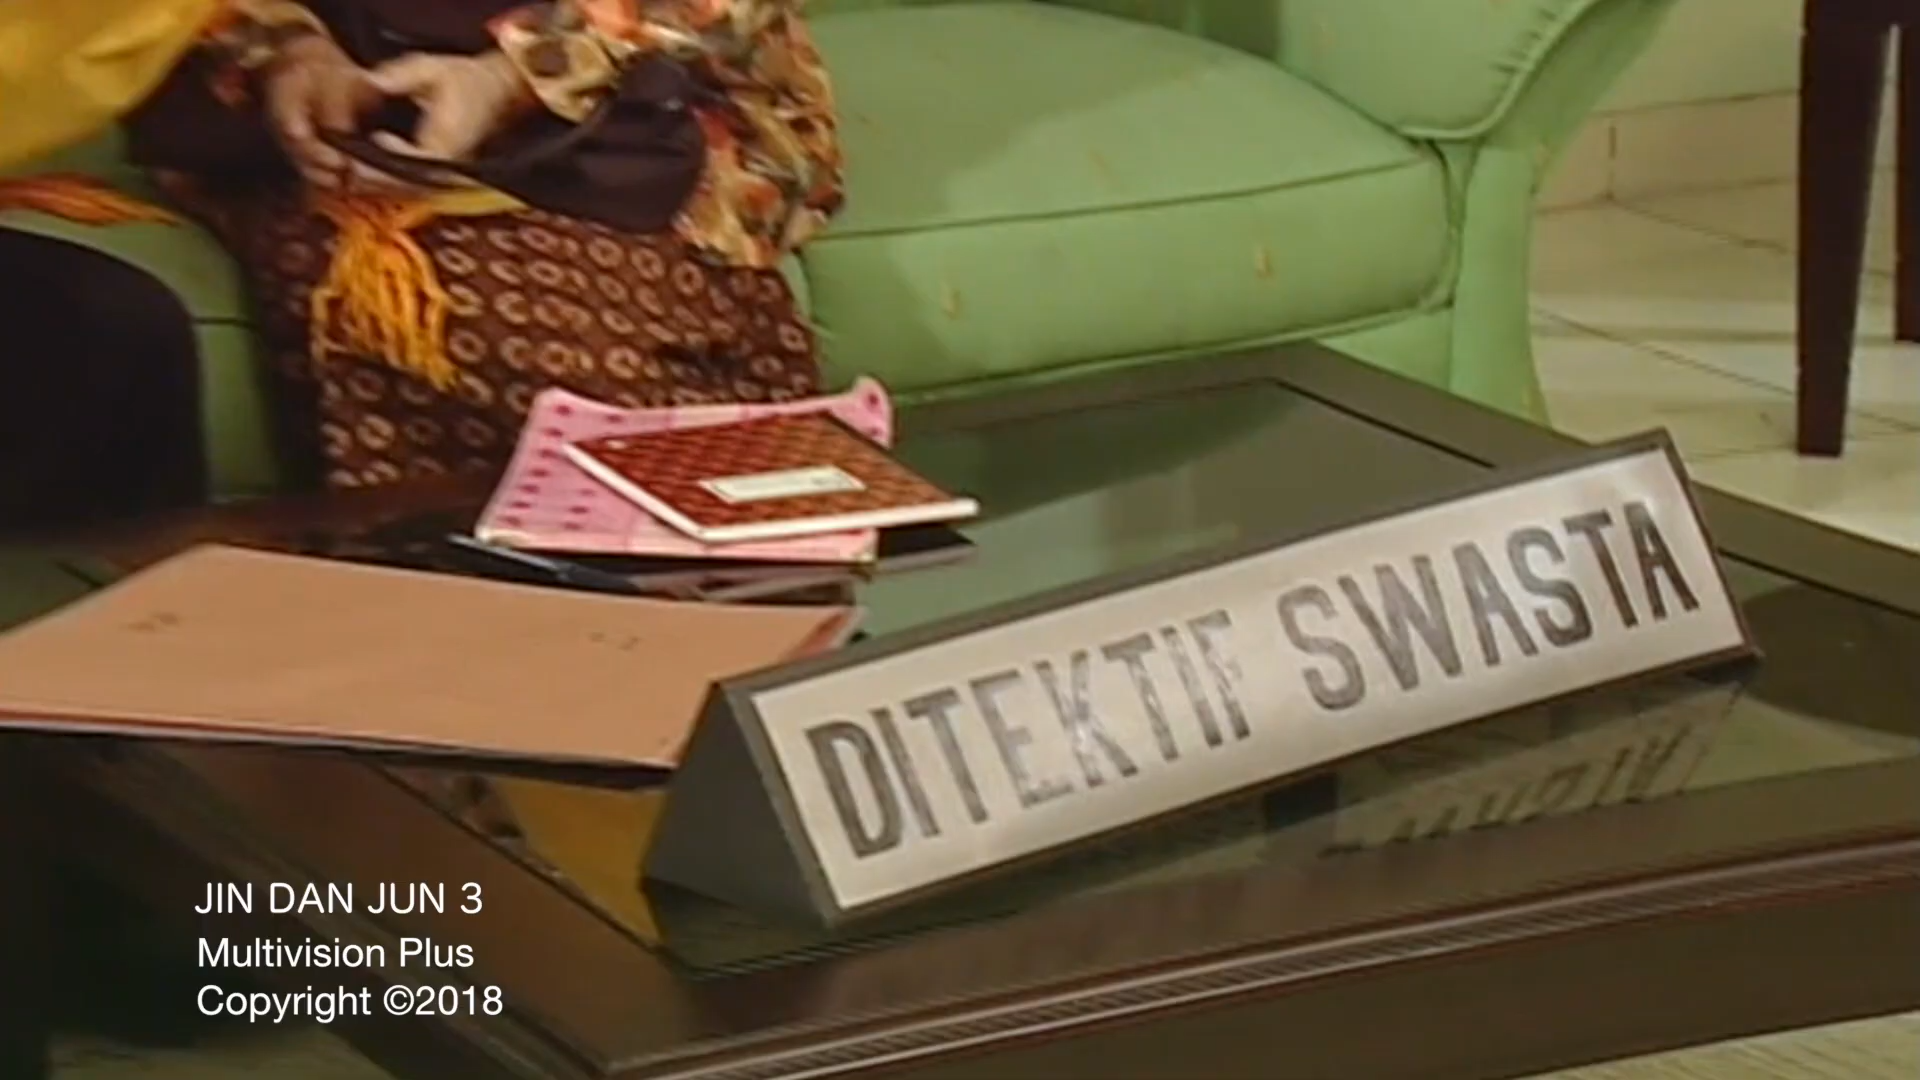 DITEKTIF SWASTA
JIN DAN JUN 3
Multivision Plus
Copyright ©2018